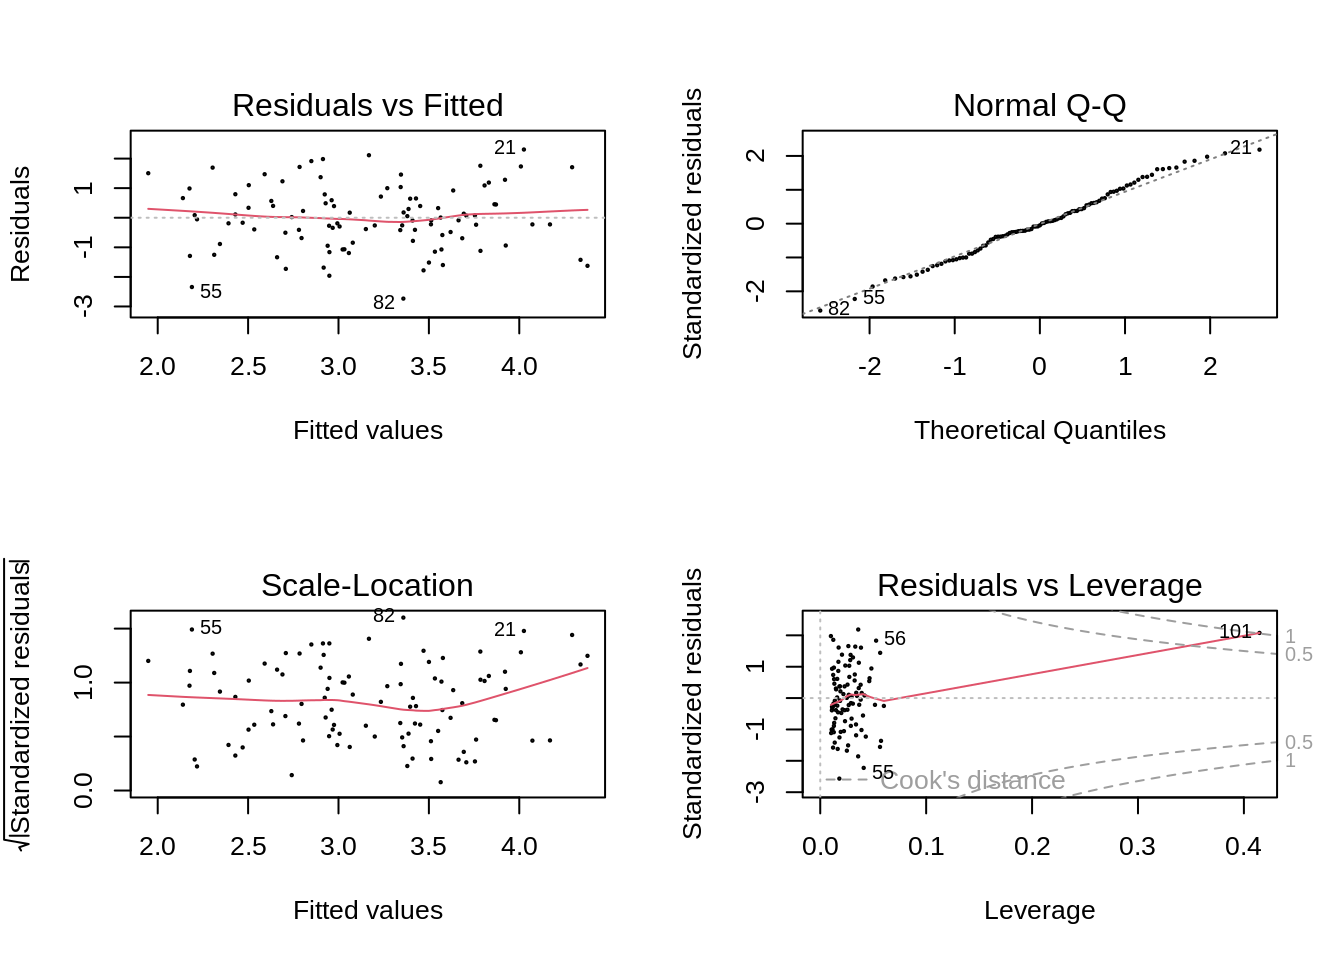 Residuals vs Fitted
Residuals
1
-1
-3
21
55
82
2.0 2.5 3.0 3.5 4.0
Fitted values
Normal Q-Q
Standardized residuals
2
0
-2
21
55
82
-2 -1 0 1 2
Theoretical Quantiles
Scale-Location
√|Standardized residuals|
1.0
0.0
82
55
21
2.0 2.5 3.0 3.5 4.0
Fitted values
Residuals vs Leverage
Standardized residuals
1
-1
-3
101
56
55
1
0.5
0.5
1
Cook's distance
0.0 0.1 0.2 0.3 0.4
Leverage